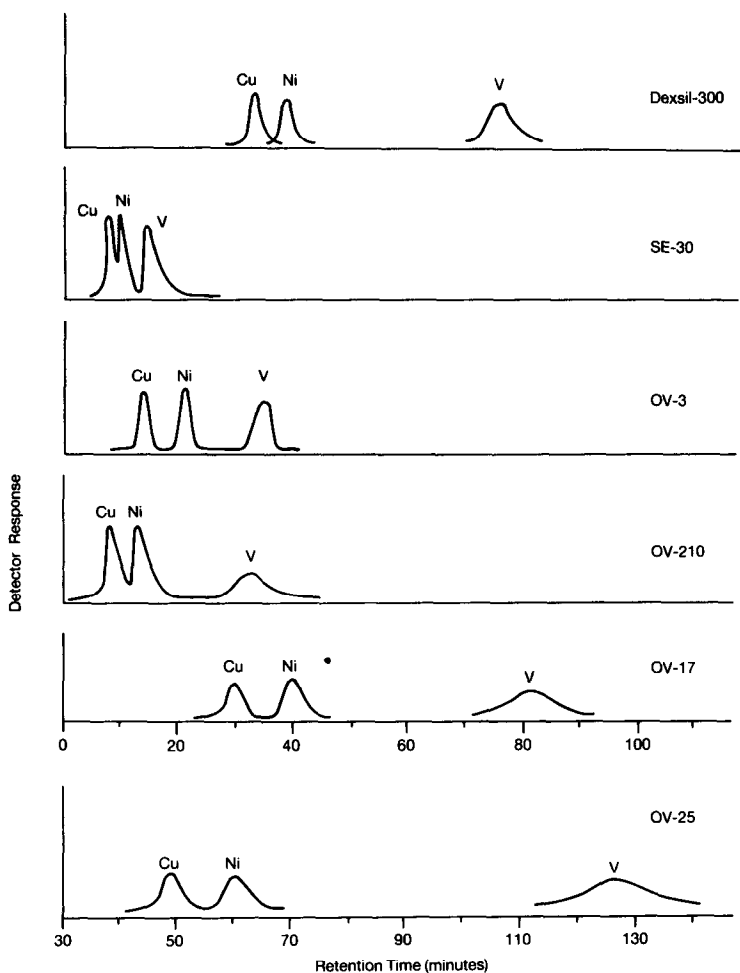 Cu Ni V Dexsil-300
Cu Ni V SE-30
Cu Ni V OV-3
Cu Ni V OV-210
Detector Response
Cu Ni V OV-17
0 20 40 60 80 100
Cu Ni V OV-25
30 50 70 90 110 130
Retention Time (minutes)